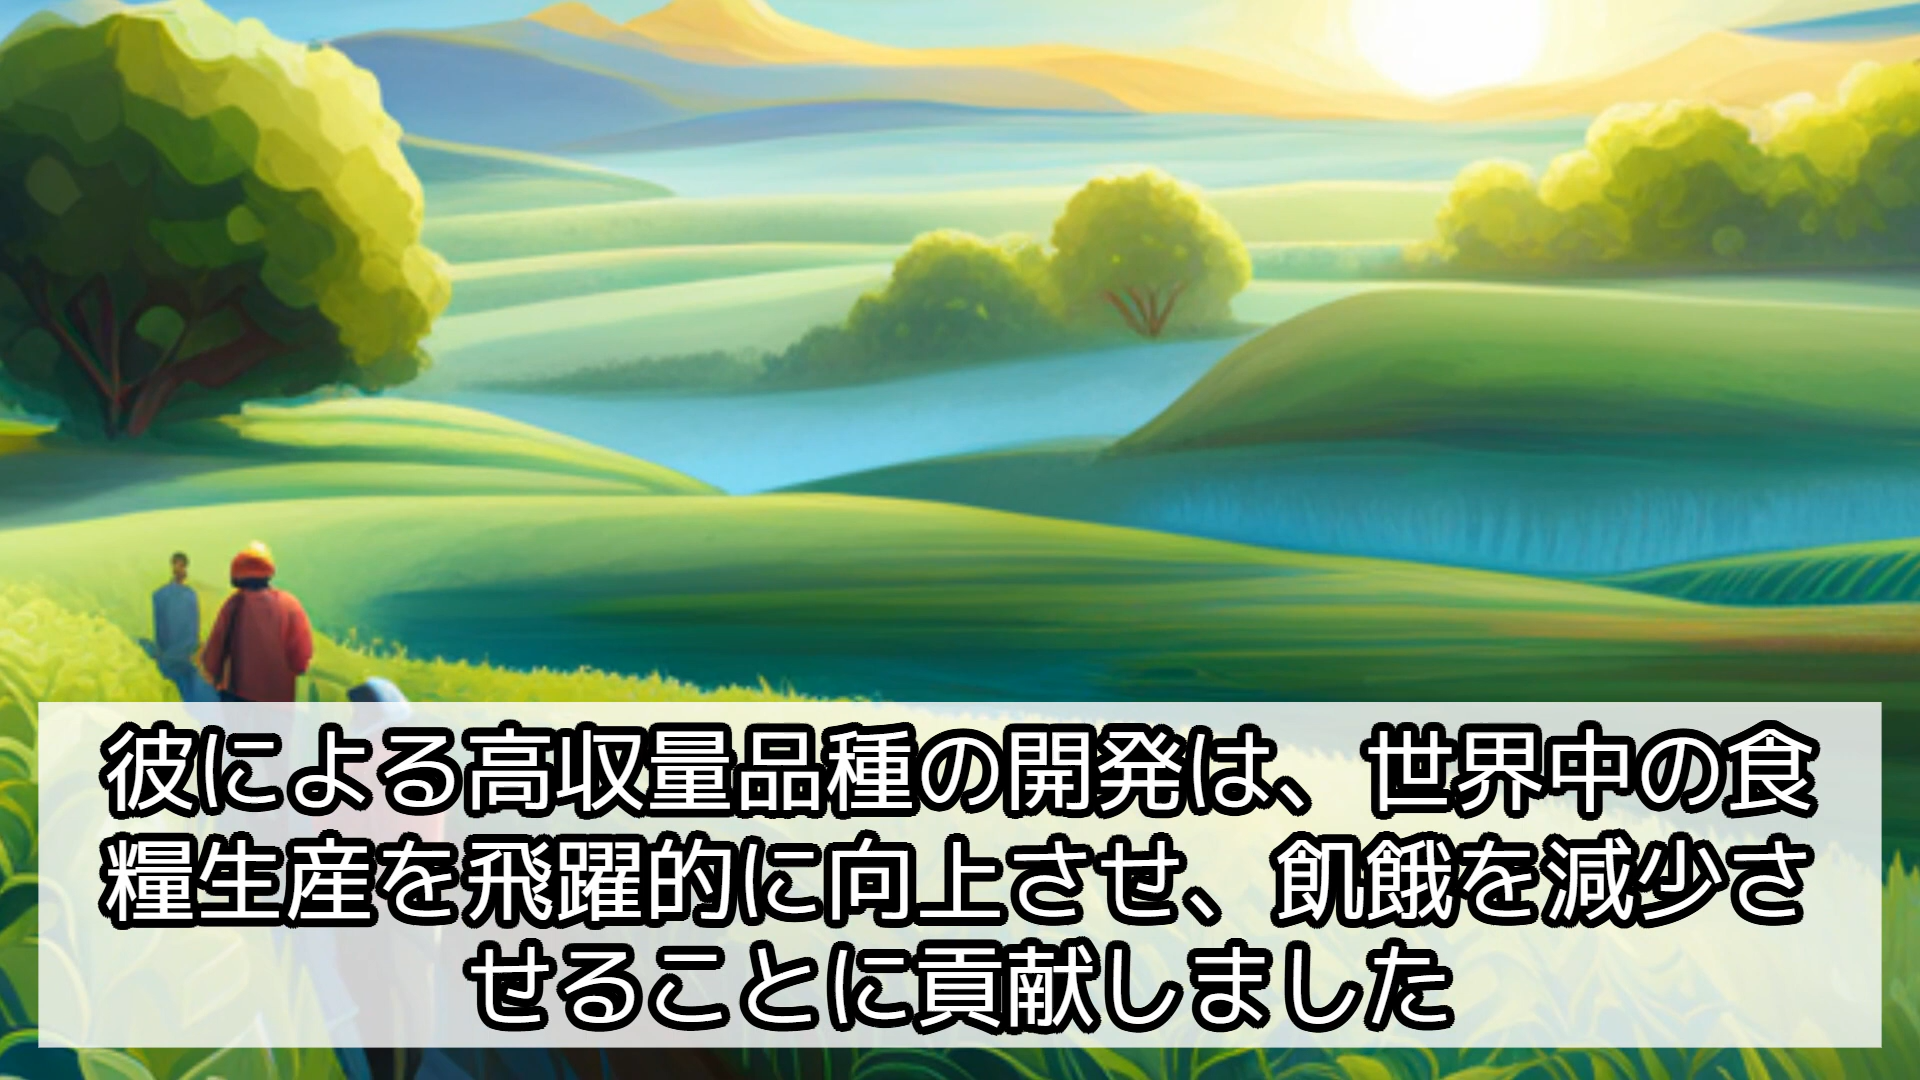 彼による高収量品種の開発は、世界中の食
糧生産を飛躍的に向上させ、飢餓を減少さ
せることに貢献しました